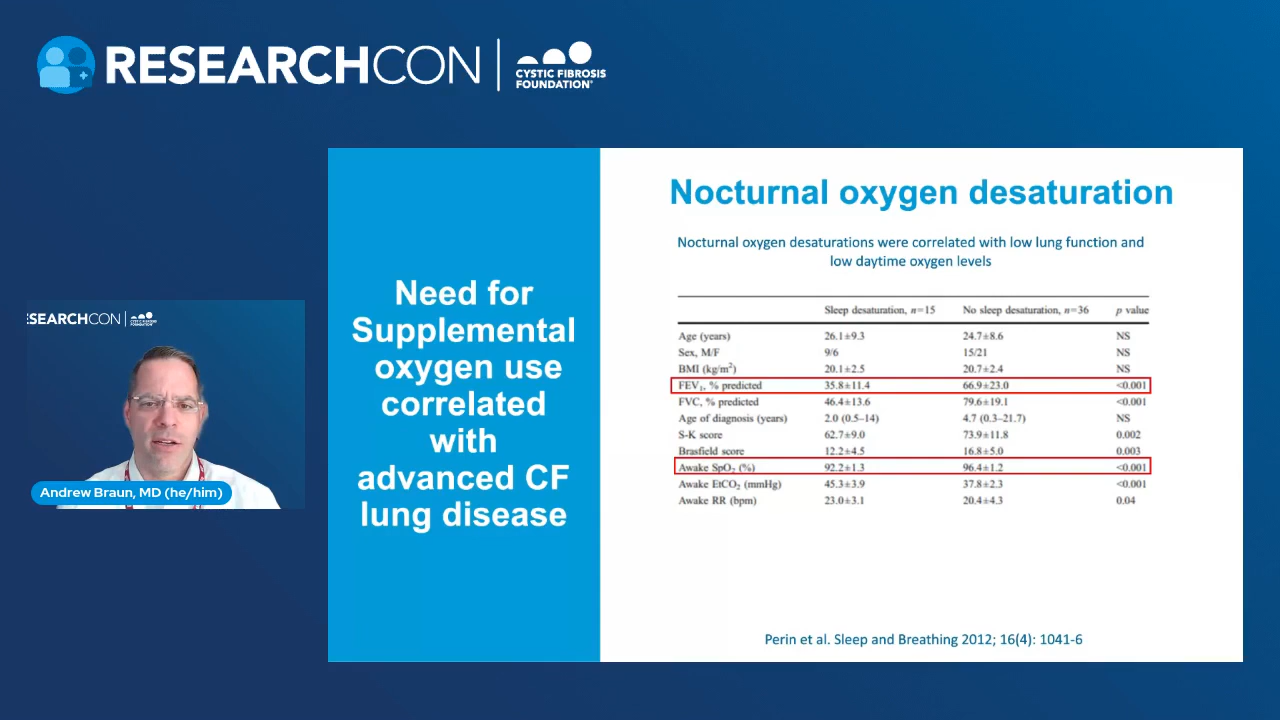 RESEARCHCON
CYSTIC FIBROSIS
FOUNDATION®
SEARCHCON
CYSTIC FIBROSIS
FOUNDATION
Andrew Braun, MD (he/him)
Need for
Supplemental
oxygen use
correlated
with
advanced CF
lung disease
Nocturnal oxygen desaturation
Nocturnal oxygen desaturations were correlated with low lung function and
low daytime oxygen levels
Sleep desaturation, n=15 No sleep desaturation, n=36 p value
Age (years) 26.1±9.3 24.7±8.6 NS
Sex, M/F 9/6 15/21 NS
BMI (kg/m²) 20.1±2.5 20.7±2.4 NS
FEV₁, % predicted 35.8±11.4 66.9±23.0 <0.001
FVC, % predicted 46.4±13.6 79.6±19.1 <0.001
Age of diagnosis (years) 2.0 (0.5–14) 4.7 (0.3–21.7) NS
S-K score 62.7±9.0 73.9±11.8 0.002
Brasfield score 12.2±4.5 16.8±5.0 0.003
Awake SpO₂ (%) 92.2±1.3 96.4±1.2 <0.001
Awake EtCO₂ (mmHg) 45.3±3.9 37.8±2.3 <0.001
Awake RR (bpm) 23.0±3.1 20.4±4.3 0.04
Perin et al. Sleep and Breathing 2012; 16(4): 1041-6